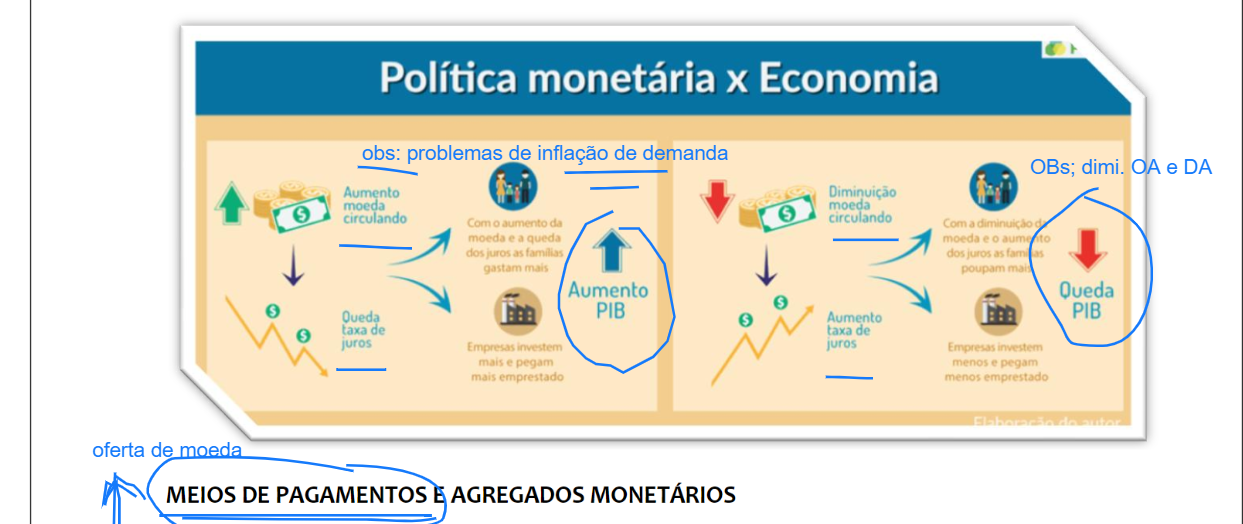 Política monetária x Economia
obs: problemas de inflação de demanda
Aumento
moeda
circulando
Com o aumento da
moeda e a queda
dos juros as famílias
gastam mais
Aumento
PIB
Queda
taxa de
juros
Empresas investem
mais e pegam
mais emprestado
OBs; dimi. OA e DA
Diminuição
moeda
circulando
Com a diminuição da
moeda e o aumento
dos juros as famílias
poupam mais
Queda
PIB
Aumento
taxa de
juros
Empresas investem
menos e pegam
menos emprestado
Elaboração do autor
oferta de moeda
MEIOS DE PAGAMENTOS E AGREGADOS MONETÁRIOS